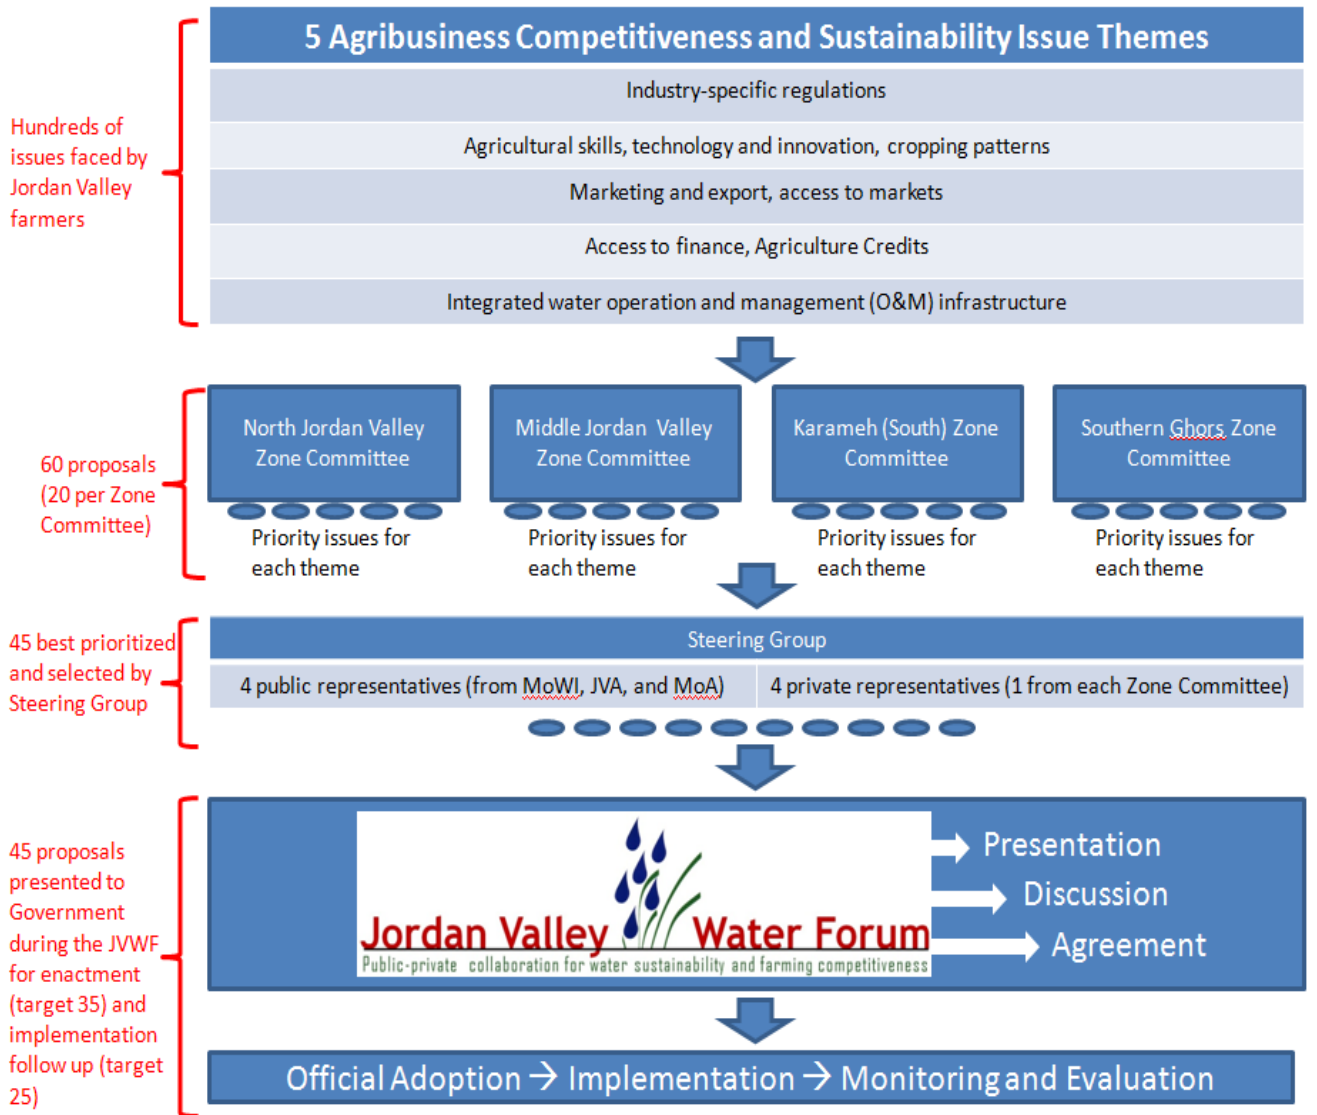 5 Agribusiness Competitiveness and Sustainability Issue Themes
Industry-specific regulations
Agricultural skills, technology and innovation, cropping patterns
Marketing and export, access to markets
Access to finance, Agriculture Credits
Integrated water operation and management (O&M) infrastructure
Hundreds of
issues faced by
Jordan Valley
farmers
North Jordan Valley
Zone Committee
Middle Jordan Valley
Zone Committee
Karameh (South) Zone
Committee
Southern Ghors Zone
Committee
60 proposals
(20 per Zone
Committee)
Priority issues for
each theme
Priority issues for
each theme
Priority issues for
each theme
Priority issues for
each theme
45 best prioritized
and selected by
Steering Group
Steering Group
4 public representatives (from MoWI, JVA, and MoA)
4 private representatives (1 from each Zone Committee)
45 proposals
presented to
Government
during the JVWF
for enactment
(target 35) and
implementation
follow up (target
25)
Jordan Valley Water Forum
Public-private collaboration for water sustainability and farming competitiveness
Presentation
Discussion
Agreement
Official Adoption → Implementation → Monitoring and Evaluation